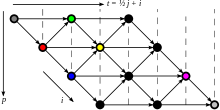 t = ½ j + i
i
p